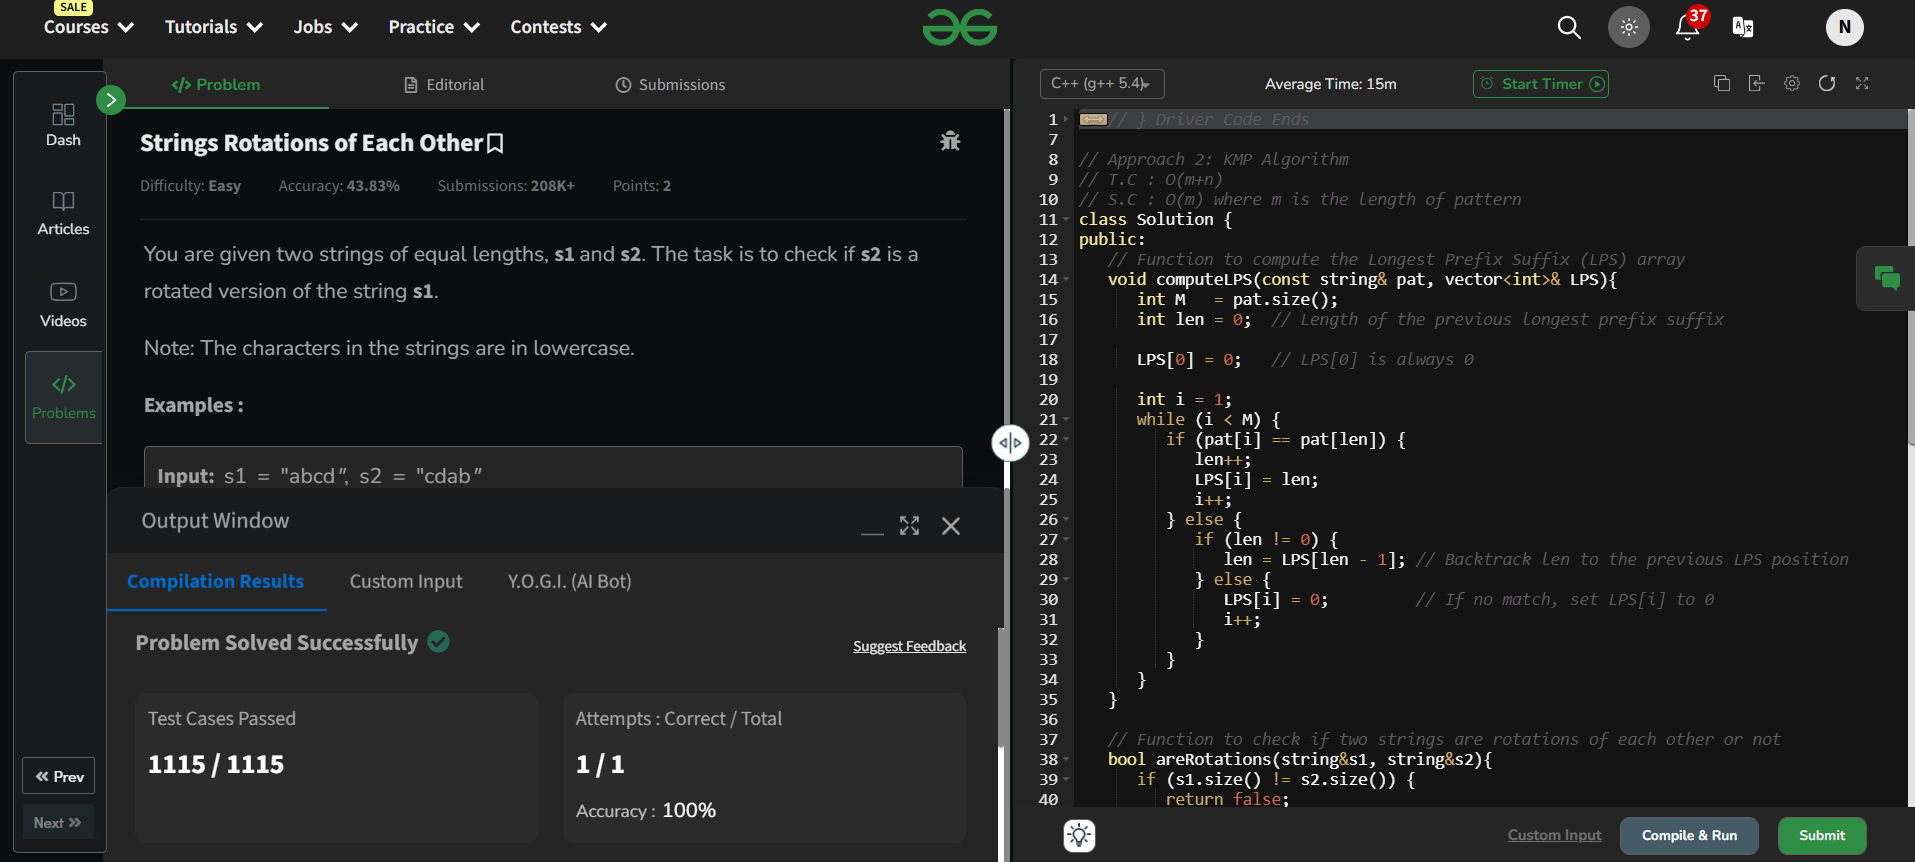 SALE
Courses
Tutorials
Jobs
Practice
Contests
37
N
Dash
Articles
Videos
Problems
Prev
Next
Problem
Editorial
Submissions
Strings Rotations of Each Other
Difficulty: Easy
Accuracy: 43.83%
Submissions: 208K+
Points: 2
You are given two strings of equal lengths, s1 and s2. The task is to check if s2 is a
rotated version of the string s1.
Note: The characters in the strings are in lowercase.
Examples :
Input: s1 = "abcd", s2 = "cdab"
Output Window
Compilation Results
Custom Input
Y.O.G.I. (AI Bot)
Problem Solved Successfully
Suggest Feedback
Test Cases Passed
1115 / 1115
Attempts : Correct / Total
1 / 1
Accuracy : 100%
C++ (g++ 5.4)
Average Time: 15m
Start Timer
1 // } Driver Code Ends
7
8 // Approach 2: KMP Algorithm
9 // T.C : O(m+n)
10 // S.C : O(m) where m is the length of pattern
11 class Solution {
12 public:
13 // Function to compute the Longest Prefix Suffix (LPS) array
14 void computeLPS(const string& pat, vector<int>& LPS){
15 int M   = pat.size();
16 int len = 0;  // Length of the previous longest prefix suffix
17
18 LPS[0] = 0;   // LPS[0] is always 0
19
20 int i = 1;
21 while (i < M) {
22 if (pat[i] == pat[len]) {
23 len++;
24 LPS[i] = len;
25 i++;
26 } else {
27 if (len != 0) {
28 len = LPS[len - 1]; // Backtrack len to the previous LPS position
29 } else {
30 LPS[i] = 0;         // If no match, set LPS[i] to 0
31 i++;
32 }
33 }
34 }
35 }
36
37 // Function to check if two strings are rotations of each other or not
38 bool areRotations(string&s1, string&s2){
39 if (s1.size() != s2.size()) {
40 return false;
Custom Input
Compile & Run
Submit